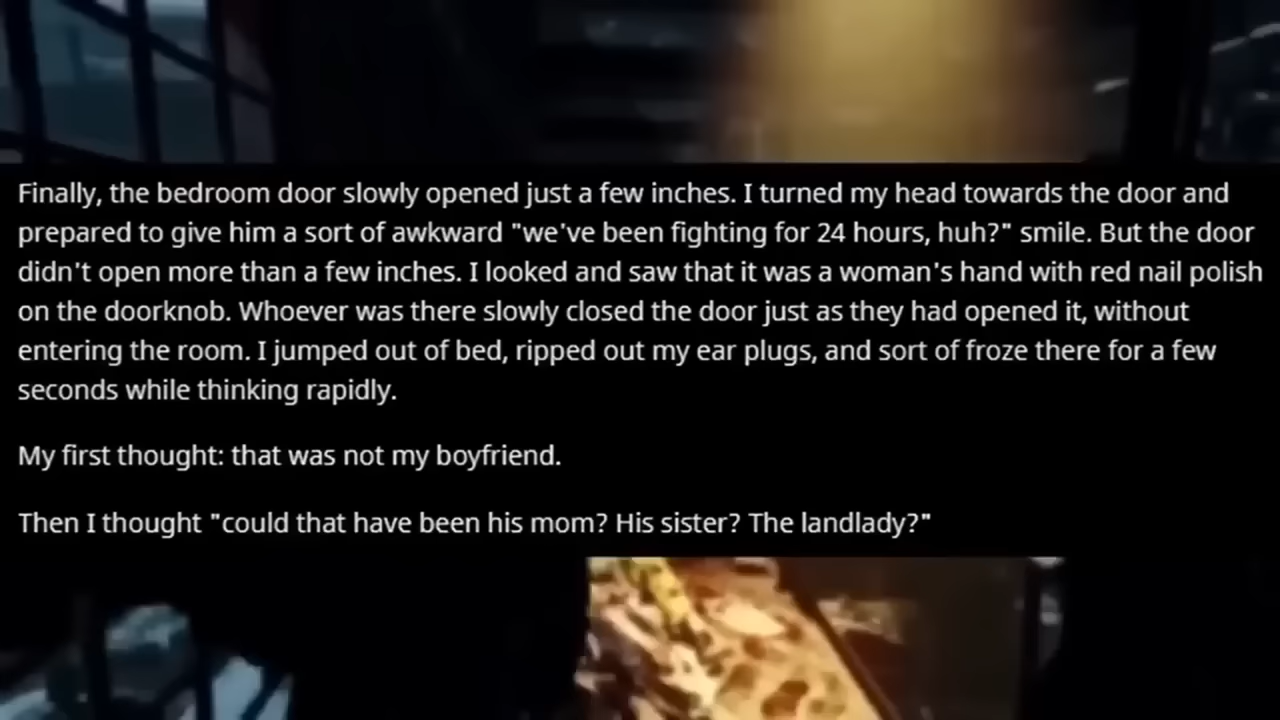 Finally, the bedroom door slowly opened just a few inches. I turned my head towards the door and
prepared to give him a sort of awkward "we've been fighting for 24 hours, huh?" smile. But the door
didn't open more than a few inches. I looked and saw that it was a woman's hand with red nail polish
on the doorknob. Whoever was there slowly closed the door just as they had opened it, without
entering the room. I jumped out of bed, ripped out my ear plugs, and sort of froze there for a few
seconds while thinking rapidly.
My first thought: that was not my boyfriend.
Then I thought "could that have been his mom? His sister? The landlady?"